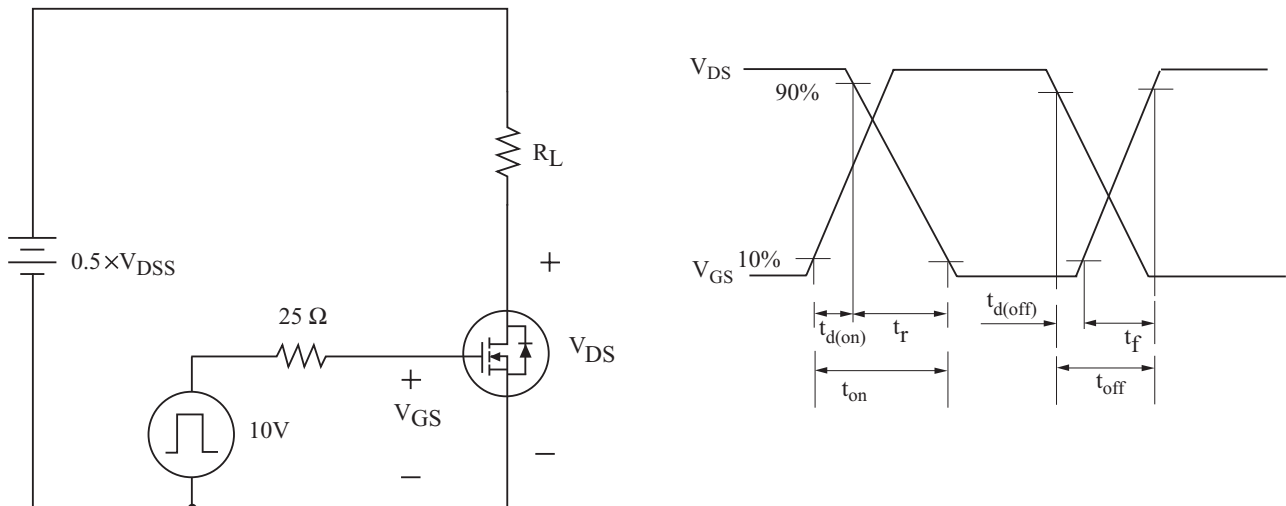 R_L
0.5×V_DSS
+
25 Ω
V_DS
+
V_GS
10V
−
−
V_DS
90%
V_GS
10%
t_d(on)
t_r
t_d(off)
t_f
t_on
t_off